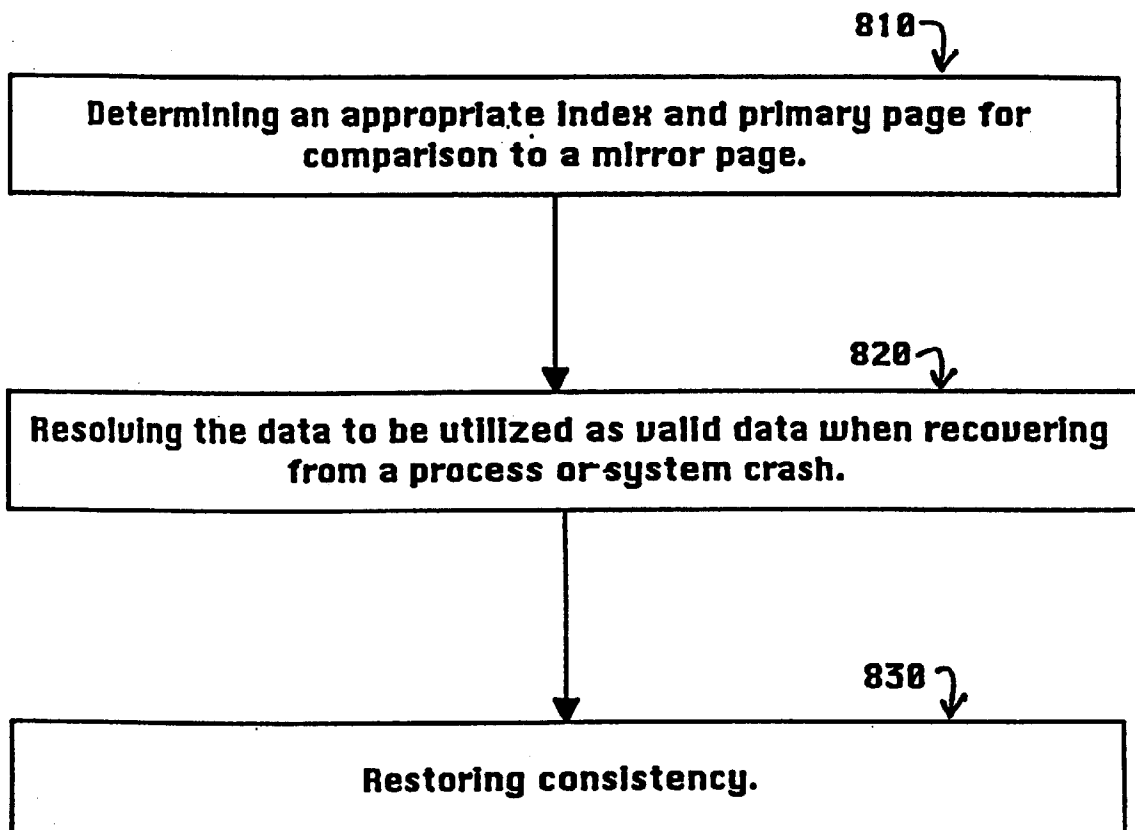 810
Determining an appropriate index and primary page for
comparison to a mirror page.
820
Resolving the data to be utilized as valid data when recovering
from a process or system crash.
830
Restoring consistency.